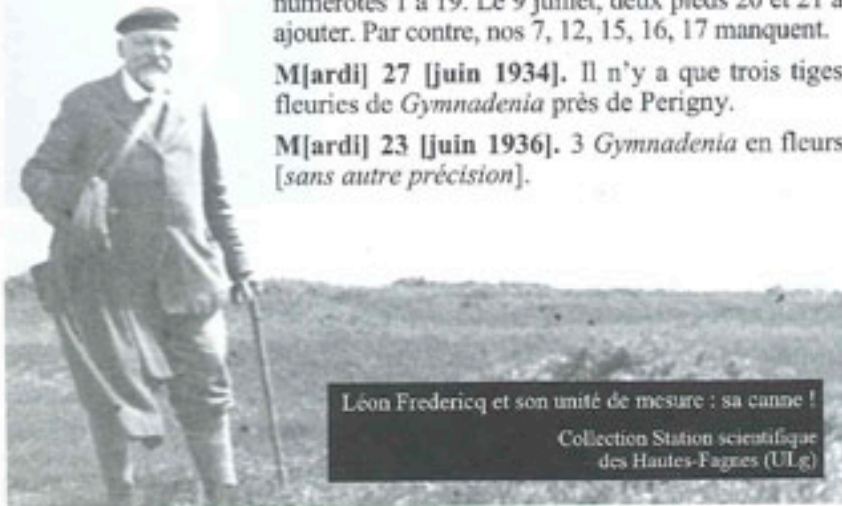 numérotés 1 à 19. Le 9 juillet, deux pieds 20 et 21 à
ajouter. Par contre, nos 7, 12, 15, 16, 17 manquent.
M[ardi] 27 [juin 1934]. Il n’y a que trois tiges
fleuries de Gymnadenia près de Perigny.
M[ardi] 23 [juin 1936]. 3 Gymnadenia en fleurs
[sans autre précision].
Léon Fredericq et son unité de mesure : sa canne !
Collection Station scientifique
des Hautes-Fagnes (ULg)